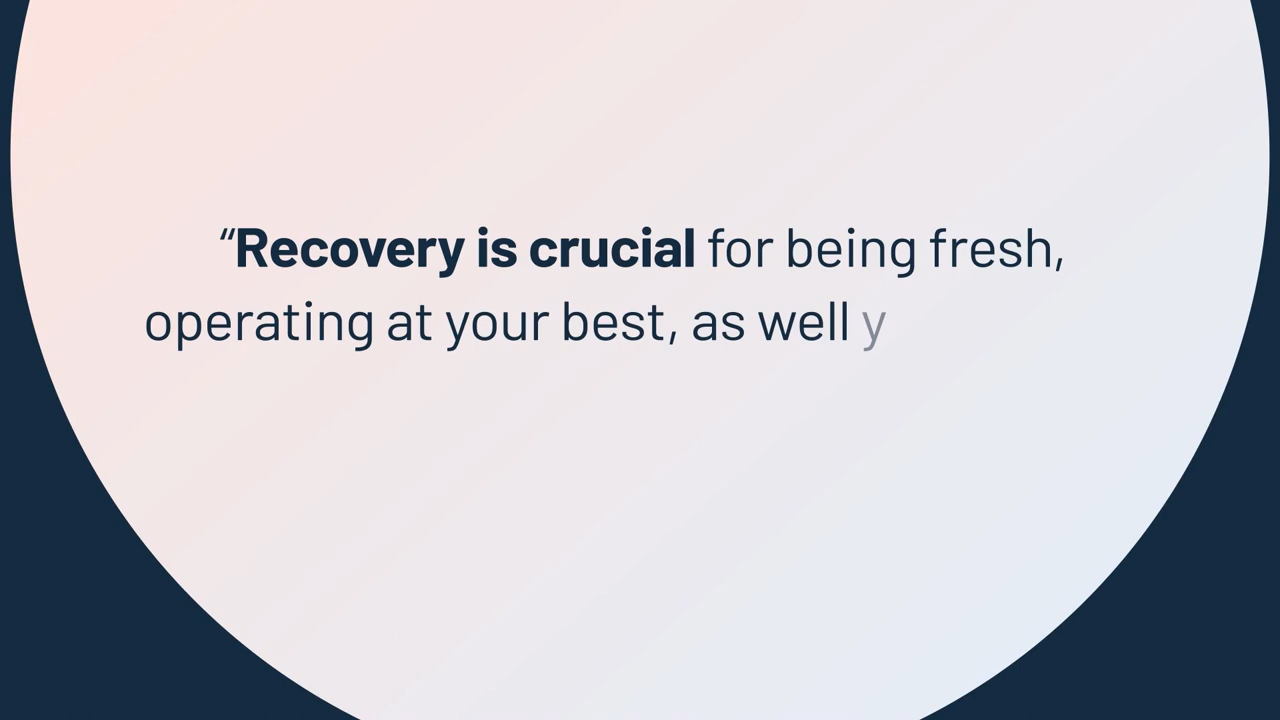 “Recovery is crucial for being fresh,
operating at your best, as well y